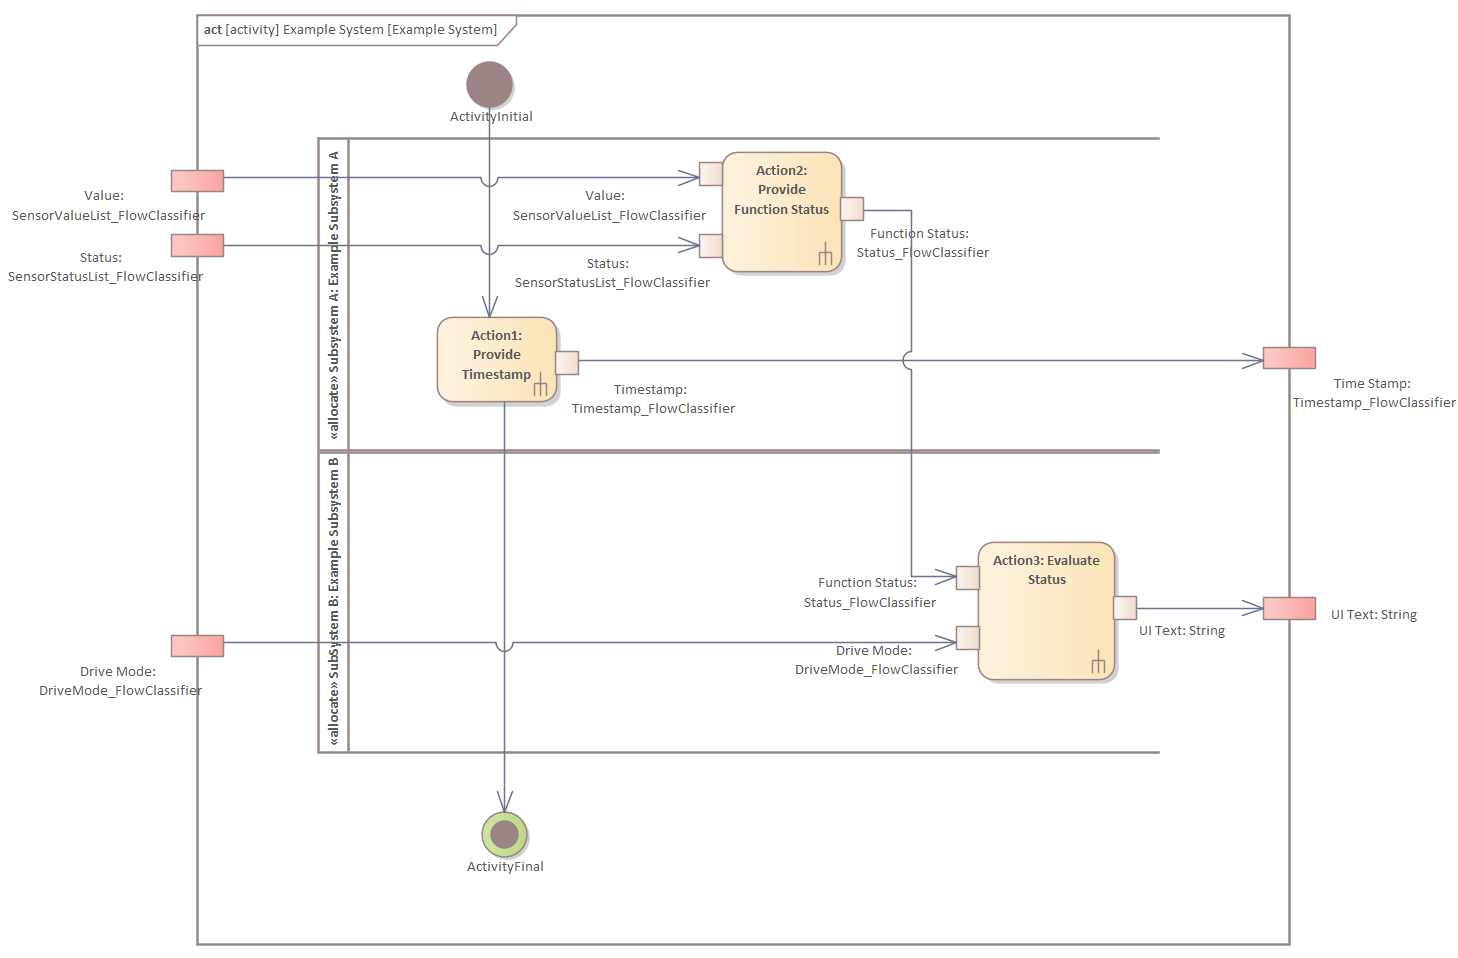 act [activity] Example System [Example System]
ActivityInitial
«allocate» Subsystem A: Example Subsystem A
Value:
SensorValueList_FlowClassifier
Status:
SensorStatusList_FlowClassifier
Value:
SensorValueList_FlowClassifier
Status:
SensorStatusList_FlowClassifier
Action2:
Provide
Function Status
Function Status:
Status_FlowClassifier
Action1:
Provide
Timestamp
Timestamp:
Timestamp_FlowClassifier
Time Stamp:
Timestamp_FlowClassifier
«allocate» SubSystem B: Example Subsystem B
Action3: Evaluate
Status
Function Status:
Status_FlowClassifier
UI Text: String
UI Text: String
Drive Mode:
DriveMode_FlowClassifier
Drive Mode:
DriveMode_FlowClassifier
ActivityFinal